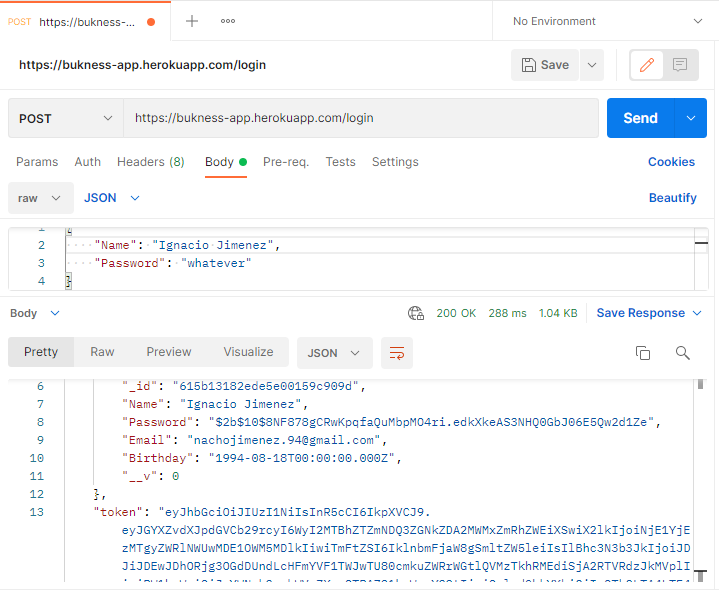 POST https://bukness-...
No Environment
https://bukness-app.herokuapp.com/login
Save
POST https://bukness-app.herokuapp.com/login Send
Params Auth Headers (8) Body Pre-req. Tests Settings Cookies
raw JSON Beautify
1 {
2 "Name": "Ignacio Jimenez",
3 "Password": "whatever"
4 }
Body 200 OK 288 ms 1.04 KB Save Response
Pretty Raw Preview Visualize JSON
6 "_id": "615b13182ede5e00159c909d",
7 "Name": "Ignacio Jimenez",
8 "Password": "$2b$10$8NF878gCRwKpqfaQuMbpMO4ri.edkXkeAS3NHQ0GbJ06E5Qw2d1Ze",
9 "Email": "nachojimenez.94@gmail.com",
10 "Birthday": "1994-08-18T00:00:00.000Z",
11 "__v": 0
12 },
13 "token": "eyJhbGciOiJIUzI1NiIsInR5cCI6IkpXVCJ9.